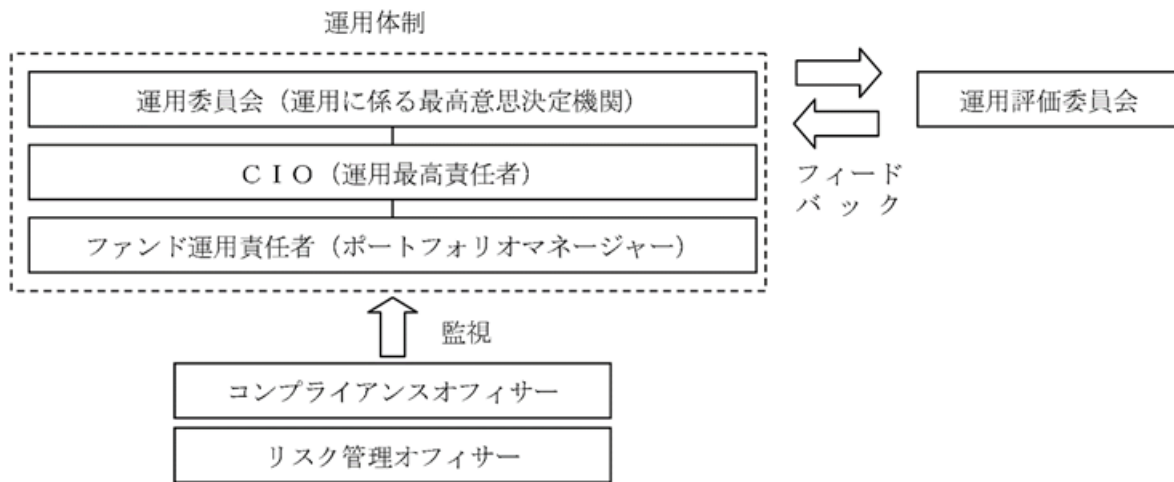 運用体制
運用委員会（運用に係る最高意思決定機関）
ＣＩＯ（運用最高責任者）
ファンド運用責任者（ポートフォリオマネージャー）
運用評価委員会
フィード
バック
監視
コンプライアンスオフィサー
リスク管理オフィサー